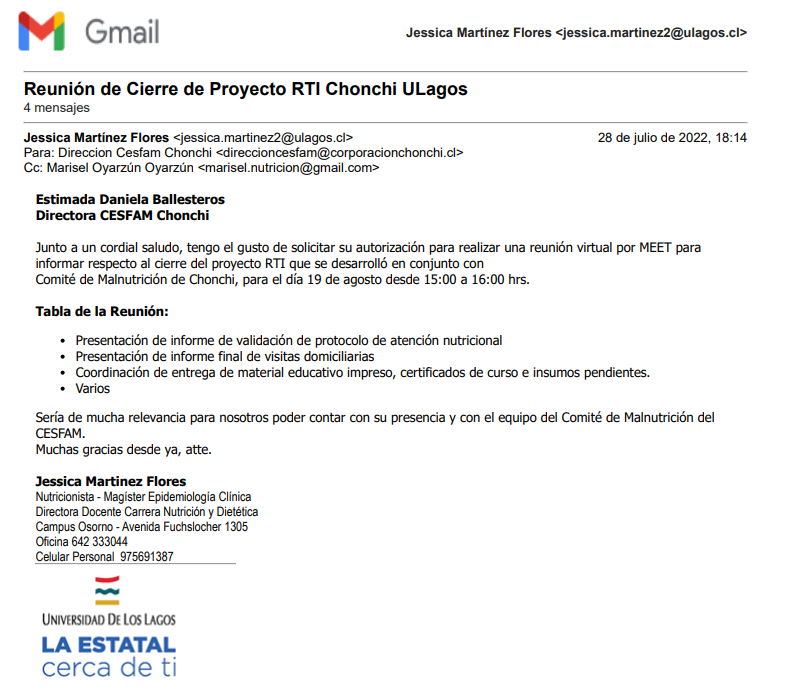 Gmail
Jessica Martínez Flores <jessica.martinez2@ulagos.cl>
Reunión de Cierre de Proyecto RTI Chonchi ULagos
4 mensajes
Jessica Martínez Flores <jessica.martinez2@ulagos.cl> 28 de julio de 2022, 18:14
Para: Direccion Cesfam Chonchi <direccioncesfam@corporacionchonchi.cl>
Cc: Marisel Oyarzún Oyarzún <marisel.nutricion@gmail.com>
Estimada Daniela Ballesteros
Directora CESFAM Chonchi
Junto a un cordial saludo, tengo el gusto de solicitar su autorización para realizar una reunión virtual por MEET para
informar respecto al cierre del proyecto RTI que se desarrolló en conjunto con
Comité de Malnutrición de Chonchi, para el día 19 de agosto desde 15:00 a 16:00 hrs.
Tabla de la Reunión:
• Presentación de informe de validación de protocolo de atención nutricional
• Presentación de informe final de visitas domiciliarias
• Coordinación de entrega de material educativo impreso, certificados de curso e insumos pendientes.
• Varios
Sería de mucha relevancia para nosotros poder contar con su presencia y con el equipo del Comité de Malnutrición del
CESFAM.
Muchas gracias desde ya, atte.
Jessica Martinez Flores
Nutricionista - Magíster Epidemiología Clínica
Directora Docente Carrera Nutrición y Dietética
Campus Osorno - Avenida Fuchslocher 1305
Oficina 642 333044
Celular Personal 975691387
UNIVERSIDAD DE LOS LAGOS
LA ESTATAL
cerca de ti